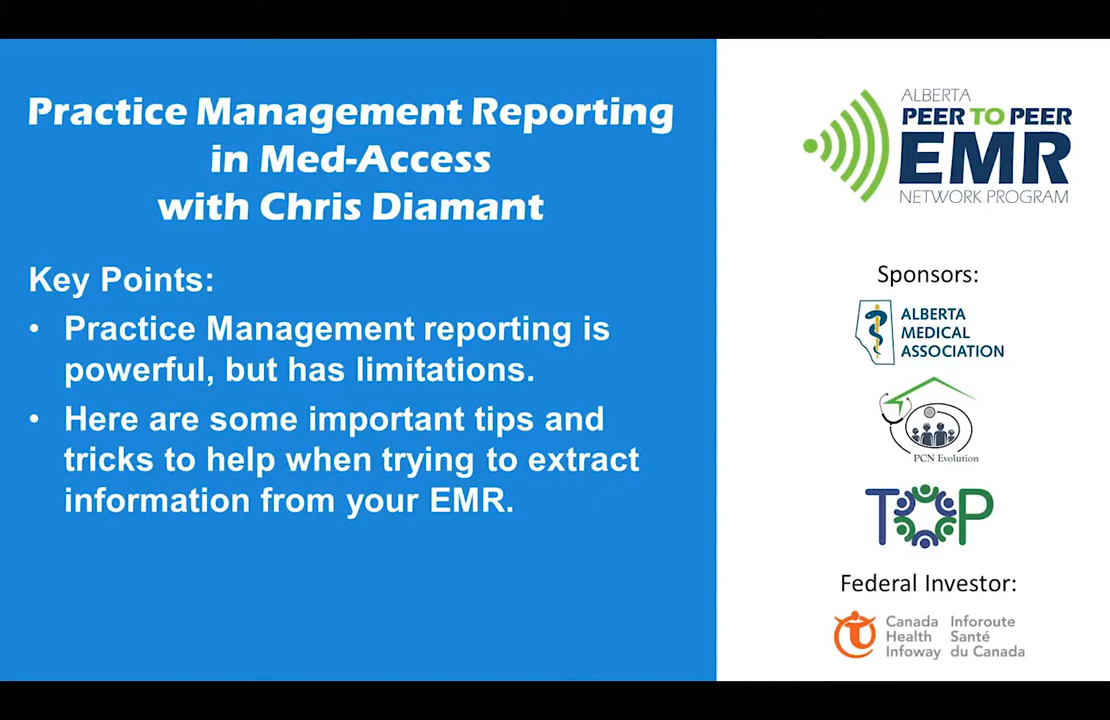 Practice Management Reporting
in Med-Access
with Chris Diamant
Key Points:
• Practice Management reporting is
powerful, but has limitations.
• Here are some important tips and
tricks to help when trying to extract
information from your EMR.
ALBERTA
PEER TO PEER
EMR
NETWORK PROGRAM
Sponsors:
ALBERTA
MEDICAL
ASSOCIATION
PCN Evolution
TOP
Federal Investor:
Canada Inforoute
Health Santé
Infoway du Canada